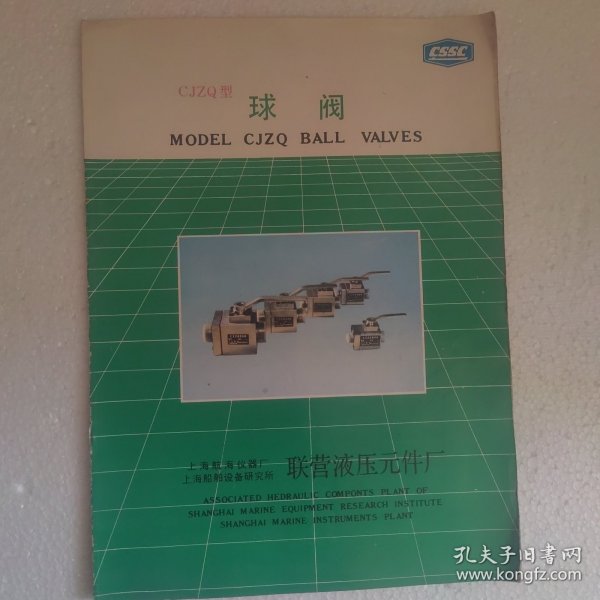 CSSC
CJZQ型
球 阀
MODEL CJZQ BALL VALVES
上海航海仪器厂
上海船舶设备研究所
联营液压元件厂
ASSOCIATED HEDRAULIC COMPONTS PLANT OF
SHANGHAI MARINE EQUIPMENT RESEARCH INSTITUTE
SHANGHAI MARINE INSTRUMENTS PLANT
孔夫子旧书网
www.kongfz.com